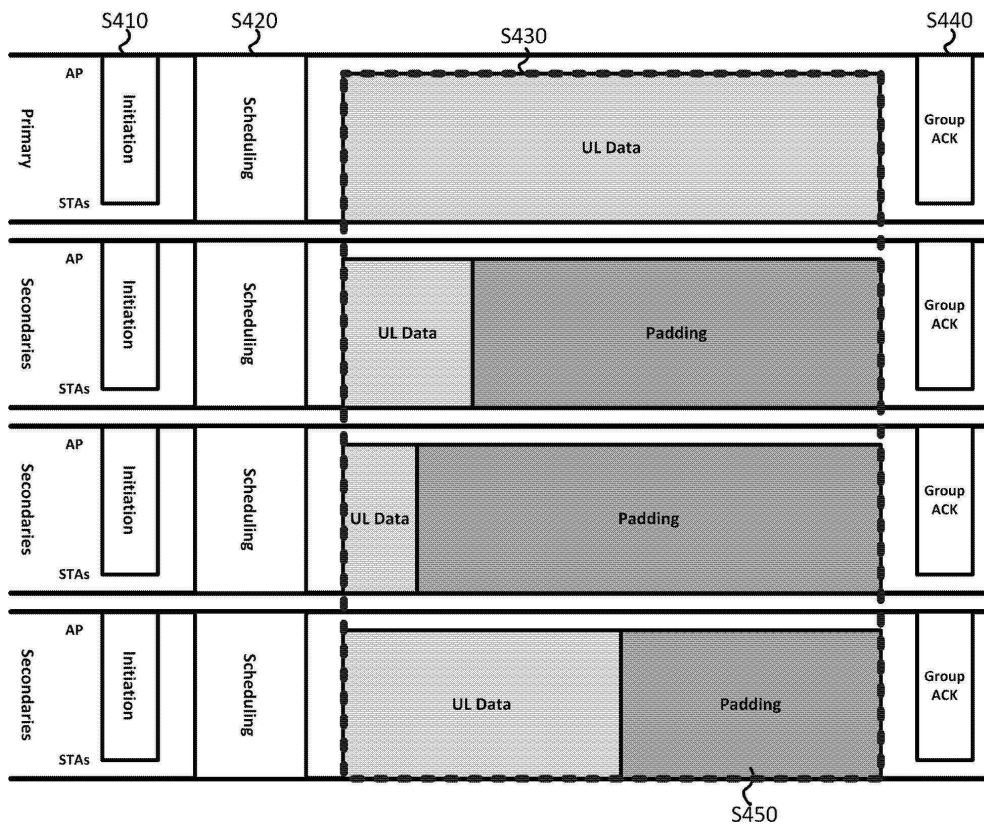 S410
S420
S430
S440
Primary
AP
STAs
Initiation
Scheduling
UL Data
Group
ACK
Secondaries
AP
STAs
Initiation
Scheduling
UL Data
Padding
Group
ACK
Secondaries
AP
STAs
Initiation
Scheduling
UL Data
Padding
Group
ACK
Secondaries
AP
STAs
Initiation
Scheduling
UL Data
Padding
Group
ACK
S450